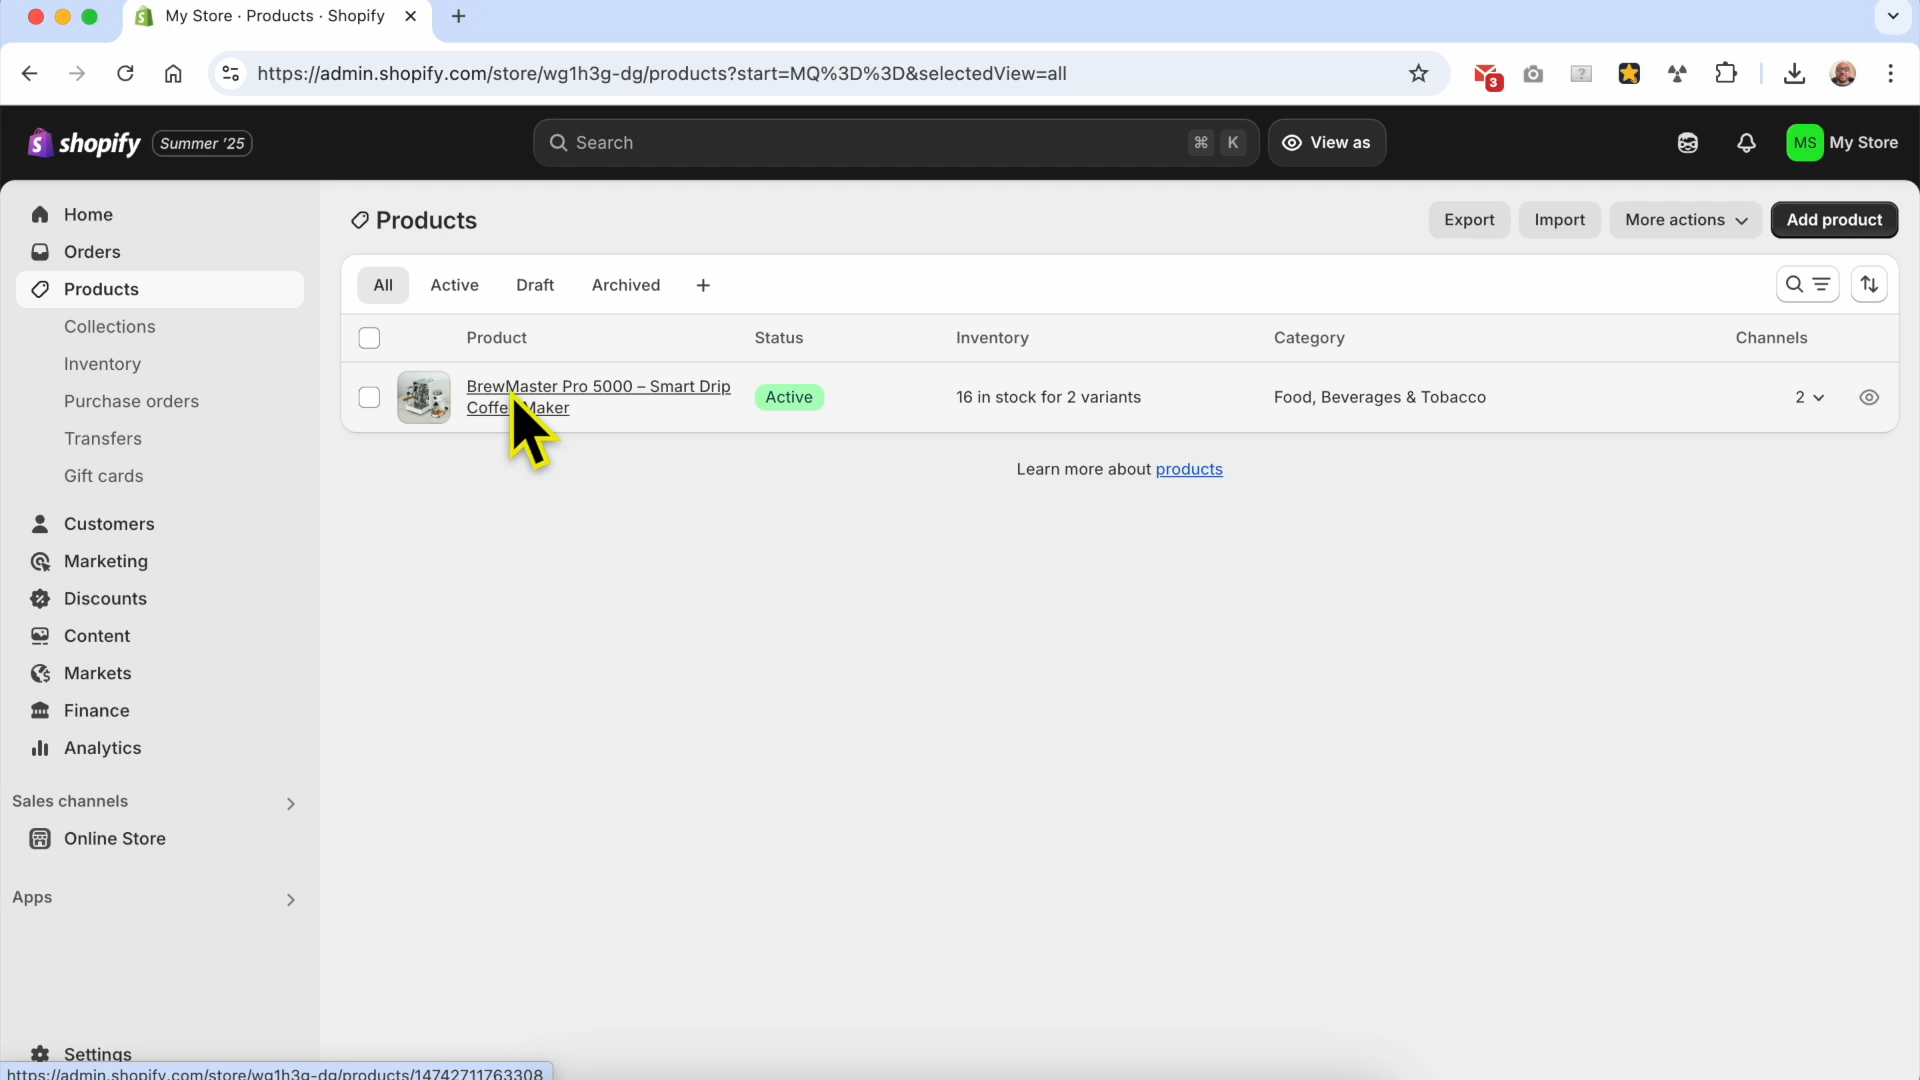 My Store · Products · Shopify
https://admin.shopify.com/store/wg1h3g-dg/products?start=MQ%3D%3D&selectedView=all
3
shopify
Summer '25
Search
⌘ K
View as
MS
My Store
Home
Orders
Products
Collections
Inventory
Purchase orders
Transfers
Gift cards
Customers
Marketing
Discounts
Content
Markets
Finance
Analytics
Sales channels
Online Store
Apps
Settings
Products
Export
Import
More actions
Add product
All
Active
Draft
Archived
Product
Status
Inventory
Category
Channels
BrewMaster Pro 5000 – Smart Drip
Coffee Maker
Active
16 in stock for 2 variants
Food, Beverages & Tobacco
2
Learn more about products
https://admin.shopify.com/store/wg1h3g-dg/products/14742711763308